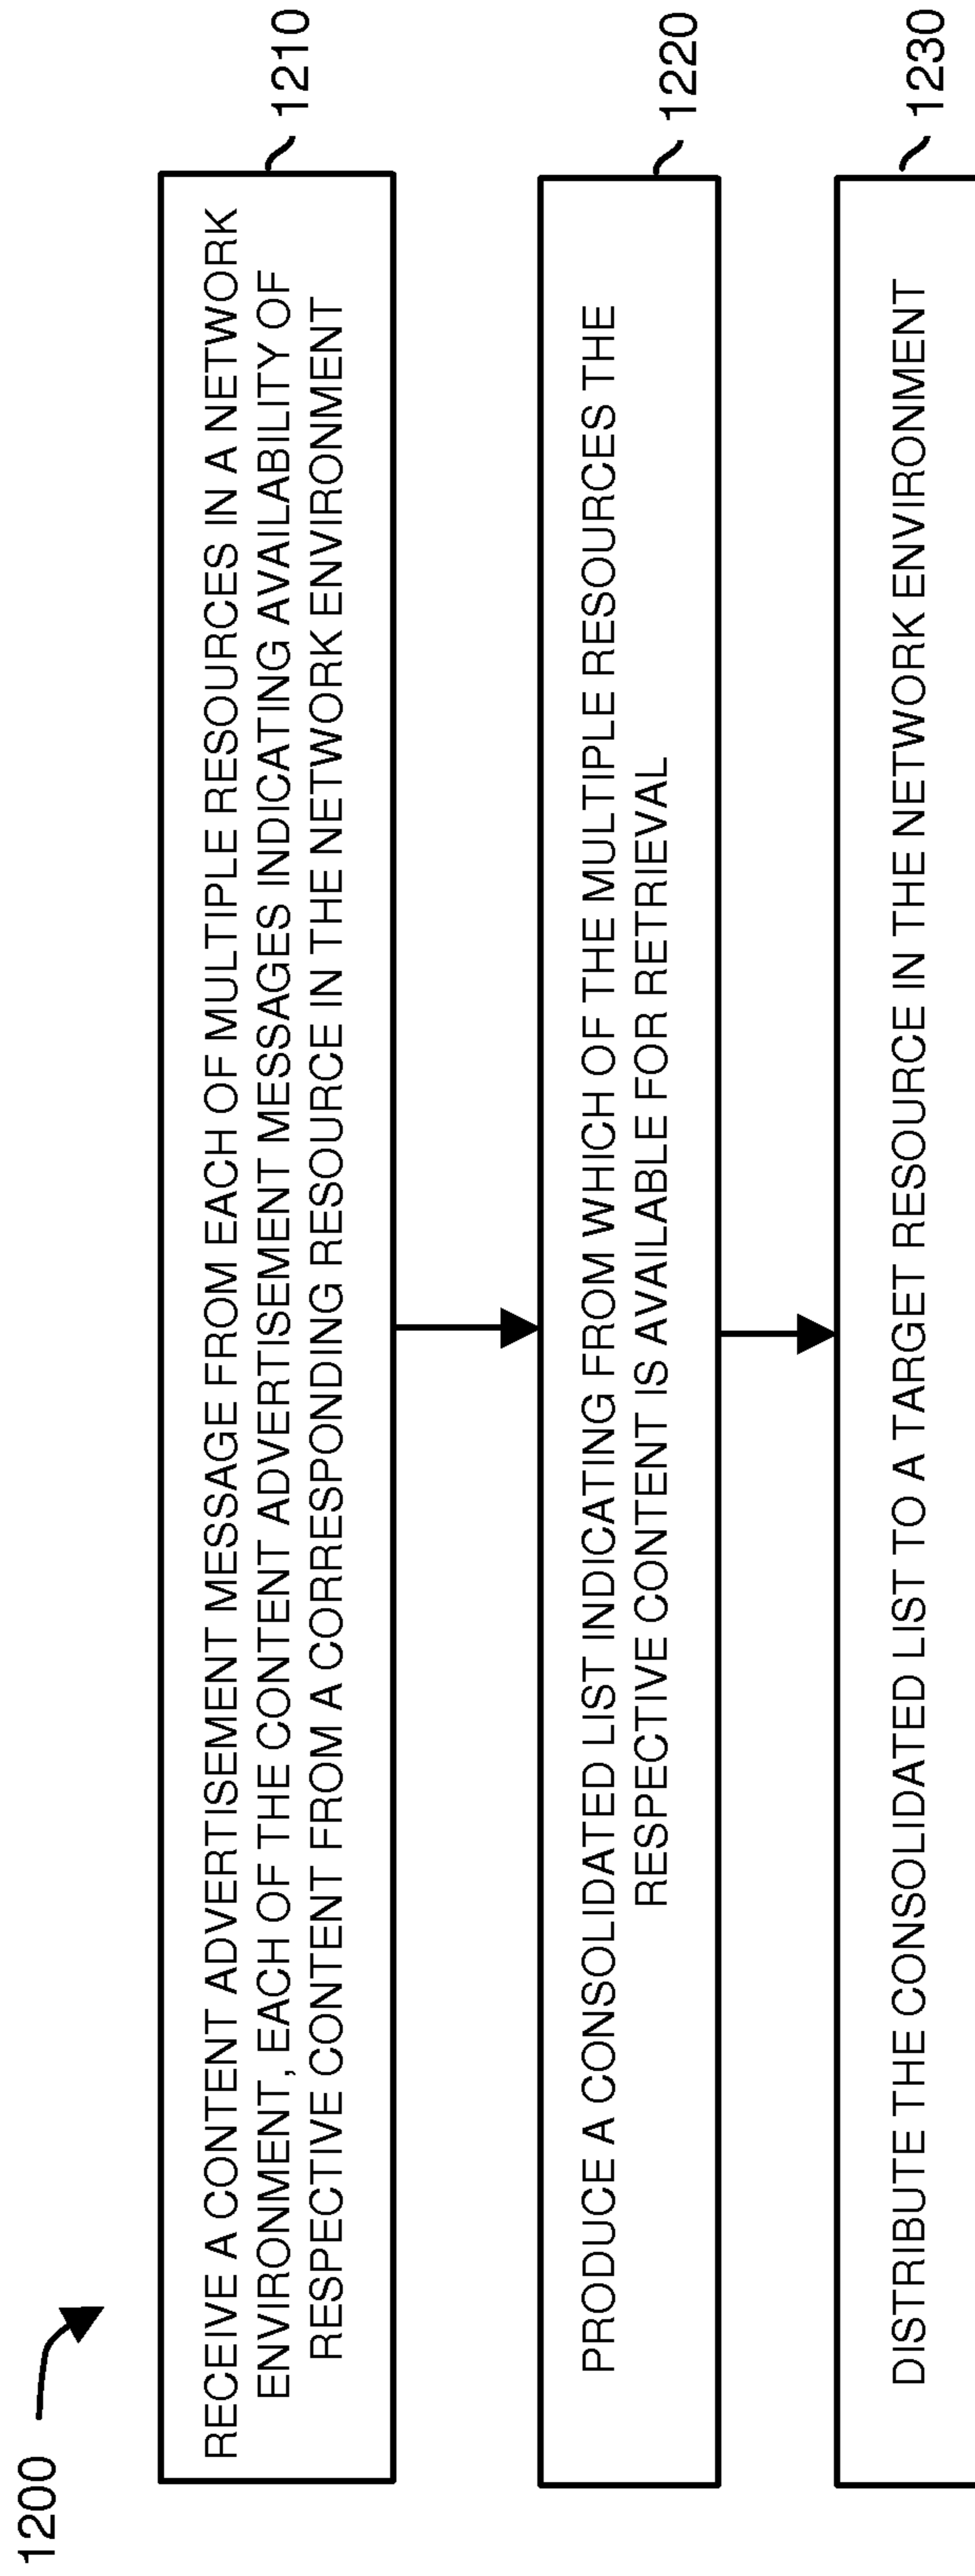 1200
RECEIVE A CONTENT ADVERTISEMENT MESSAGE FROM EACH OF MULTIPLE RESOURCES IN A NETWORK
ENVIRONMENT, EACH OF THE CONTENT ADVERTISEMENT MESSAGES INDICATING AVAILABILITY OF
RESPECTIVE CONTENT FROM A CORRESPONDING RESOURCE IN THE NETWORK ENVIRONMENT
1210
PRODUCE A CONSOLIDATED LIST INDICATING FROM WHICH OF THE MULTIPLE RESOURCES THE
RESPECTIVE CONTENT IS AVAILABLE FOR RETRIEVAL
1220
DISTRIBUTE THE CONSOLIDATED LIST TO A TARGET RESOURCE IN THE NETWORK ENVIRONMENT
1230